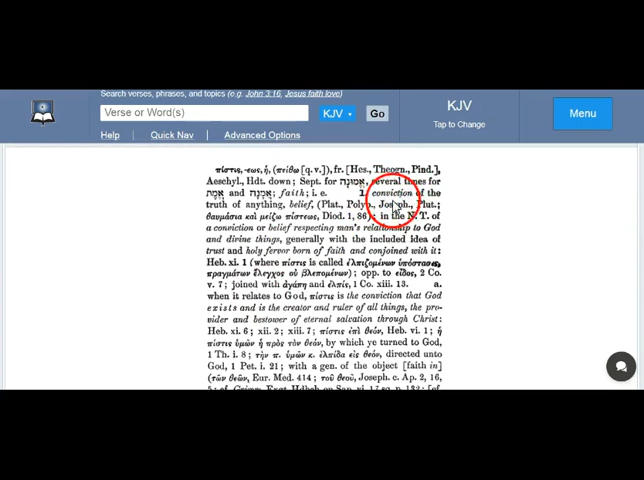 Search verses, phrases, and topics (e.g. John 3:16, Jesus faith love)
Verse or Word(s)
KJV
Go
KJV
Tap to Change
Menu
Help
Quick Nav
Advanced Options
πίστις, -εως, ἡ, (πείθω [q. v.]), fr. [Hes., Theogn., Pind.],
Aeschyl., Hdt. down; Sept. for אֱמוּנָה, several times for
אֱמֶת and אֲמָנָה; faith; i. e. 1. conviction of the
truth of anything, belief, (Plat., Polyb., Joseph., Plut.;
θαυμάσια καὶ μείζω πίστεως, Diod. 1, 86); in the N. T. of
a conviction or belief respecting man's relationship to God
and divine things, generally with the included idea of
trust and holy fervor born of faith and conjoined with it:
Heb. xi. 1 (where πίστις is called ἐλπιζομένων ὑπόστασις,
πραγμάτων ἔλεγχος οὐ βλεπομένων); opp. to εἶδος, 2 Co.
v. 7; joined with ἀγάπη and ἐλπίς, 1 Co. xiii. 13. a.
when it relates to God, πίστις is the conviction that God
exists and is the creator and ruler of all things, the pro-
vider and bestower of eternal salvation through Christ:
Heb. xi. 6; xii. 2; xiii. 7; πίστις ἐπὶ θεόν, Heb. vi. 1; ἡ
πίστις ὑμῶν ἡ πρὸς τὸν θεόν, by which ye turned to God,
1 Th. i. 8; τὴν π. ὑμῶν κ. ἐλπίδα εἰς θεόν, directed unto
God, 1 Pet. i. 21; with a gen. of the object [faith in]
(τῶν θεῶν, Eur. Med. 414; τοῦ θεοῦ, Joseph. c. Ap. 2, 16,